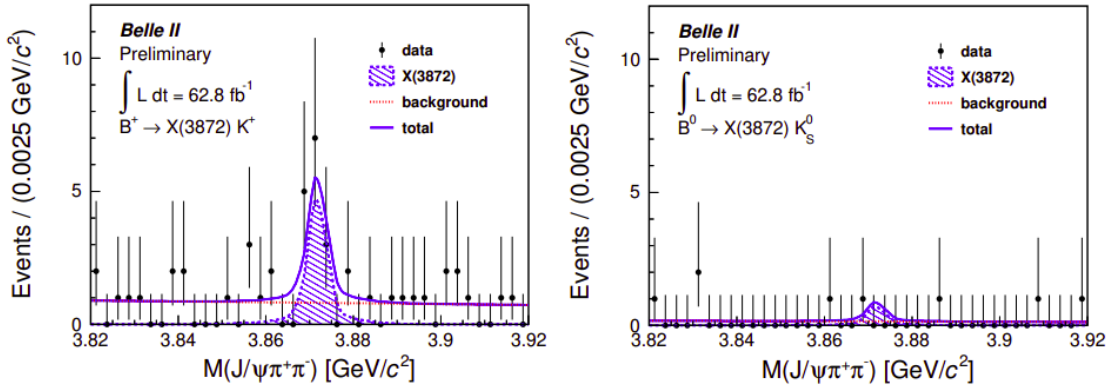 Belle II
Preliminary
∫ L dt = 62.8 fb⁻¹
B⁺ → X(3872) K⁺
data
X(3872)
background
total
Events / (0.0025 GeV/c²)
10
5
0
3.82 3.84 3.86 3.88 3.9 3.92
M(J/ψπ⁺π⁻) [GeV/c²]
Belle II
Preliminary
∫ L dt = 62.8 fb⁻¹
B⁰ → X(3872) K⁰_S
data
X(3872)
background
total
Events / (0.0025 GeV/c²)
10
5
0
3.82 3.84 3.86 3.88 3.9 3.92
M(J/ψπ⁺π⁻) [GeV/c²]